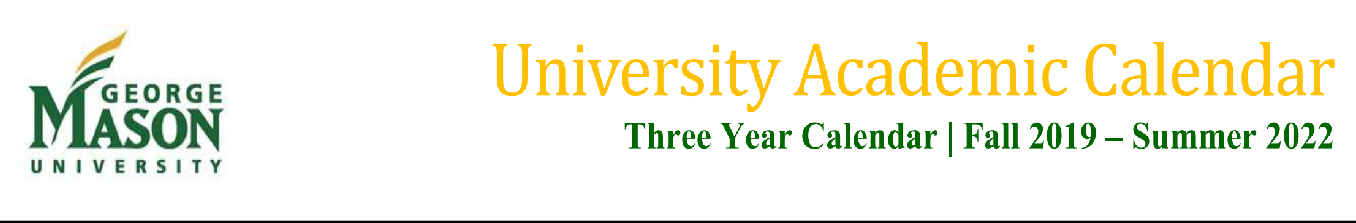 GEORGE
MASON
UNIVERSITY
University Academic Calendar
Three Year Calendar | Fall 2019 – Summer 2022